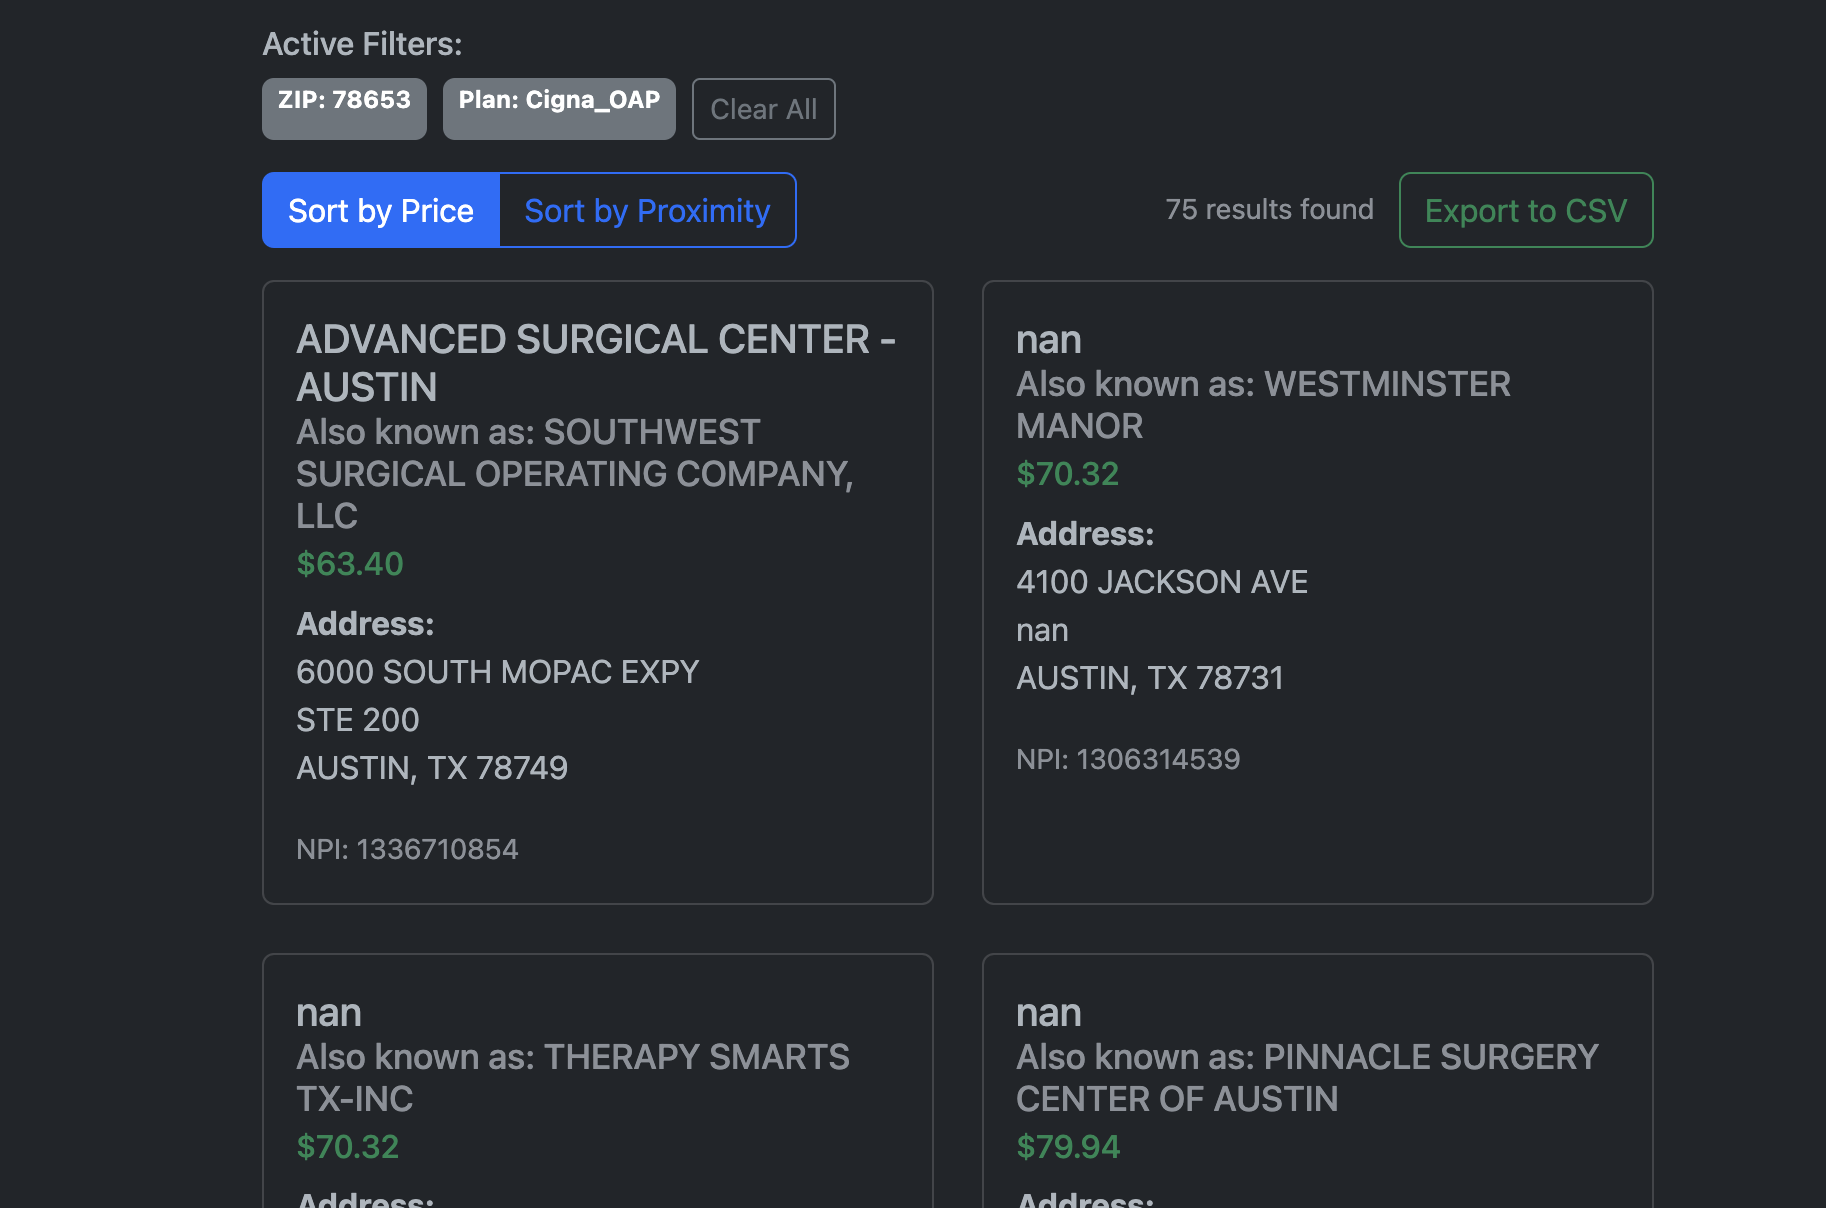 Active Filters:
ZIP: 78653 Plan: Cigna_OAP Clear All
Sort by Price Sort by Proximity 75 results found Export to CSV
ADVANCED SURGICAL CENTER -
AUSTIN
Also known as: SOUTHWEST
SURGICAL OPERATING COMPANY,
LLC
$63.40
Address:
6000 SOUTH MOPAC EXPY
STE 200
AUSTIN, TX 78749
NPI: 1336710854
nan
Also known as: WESTMINSTER
MANOR
$70.32
Address:
4100 JACKSON AVE
nan
AUSTIN, TX 78731
NPI: 1306314539
nan
Also known as: THERAPY SMARTS
TX-INC
$70.32
Address:
nan
Also known as: PINNACLE SURGERY
CENTER OF AUSTIN
$79.94
Address: